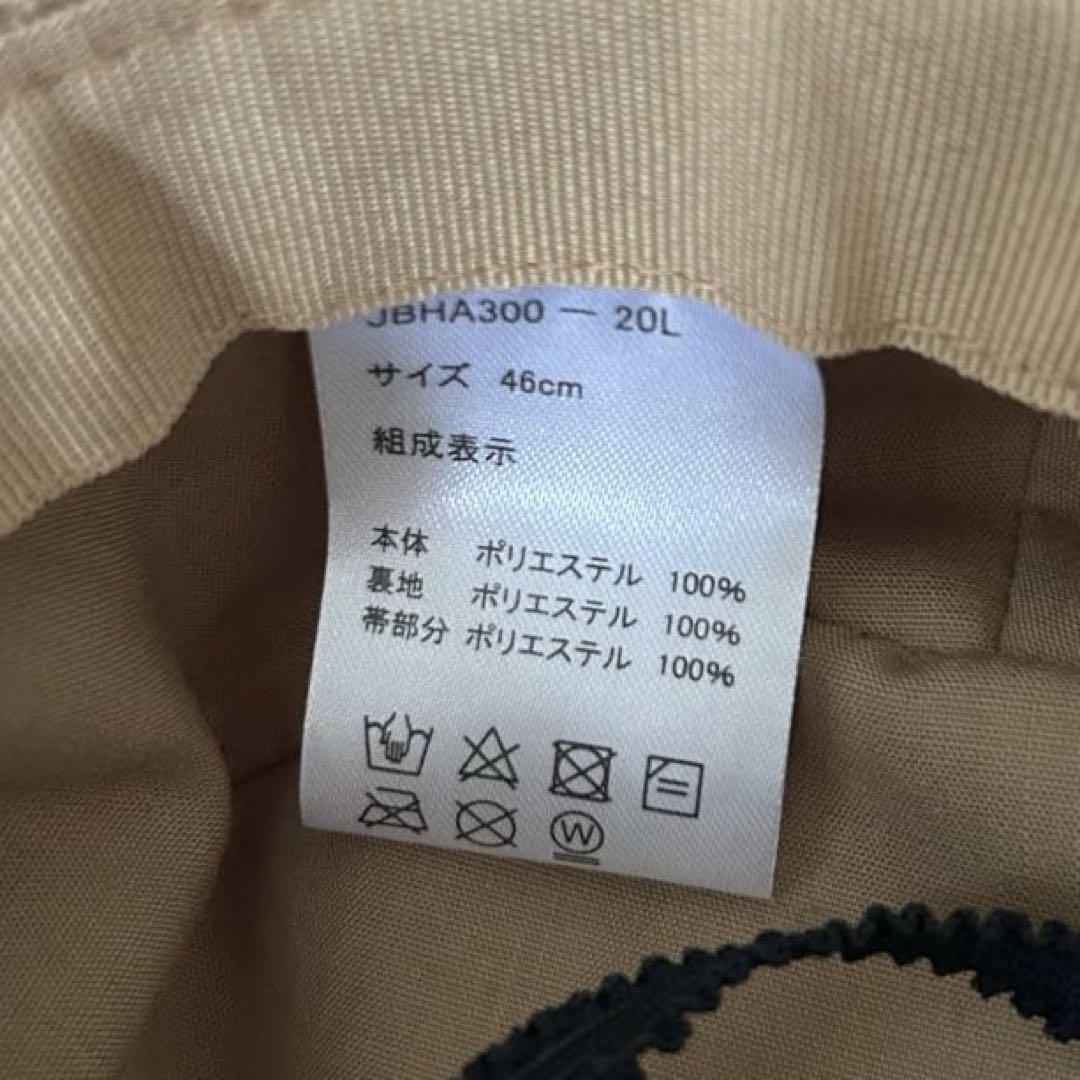 JBHA300 — 20L
サイズ 46cm
組成表示
本体 ポリエステル 100%
裏地 ポリエステル 100%
帯部分 ポリエステル 100%
W